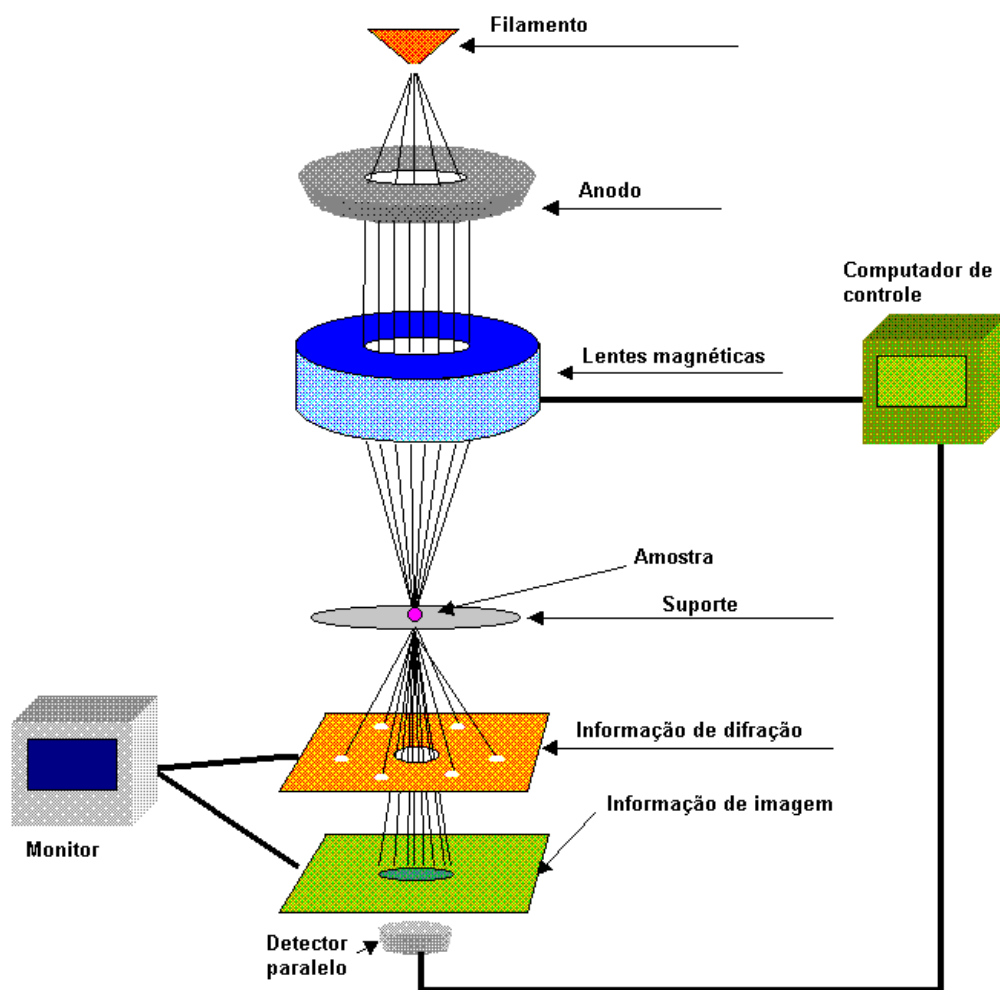 Filamento
Anodo
Computador de
controle
Lentes magnéticas
Amostra
Suporte
Informação de difração
Informação de imagem
Monitor
Detector
paralelo